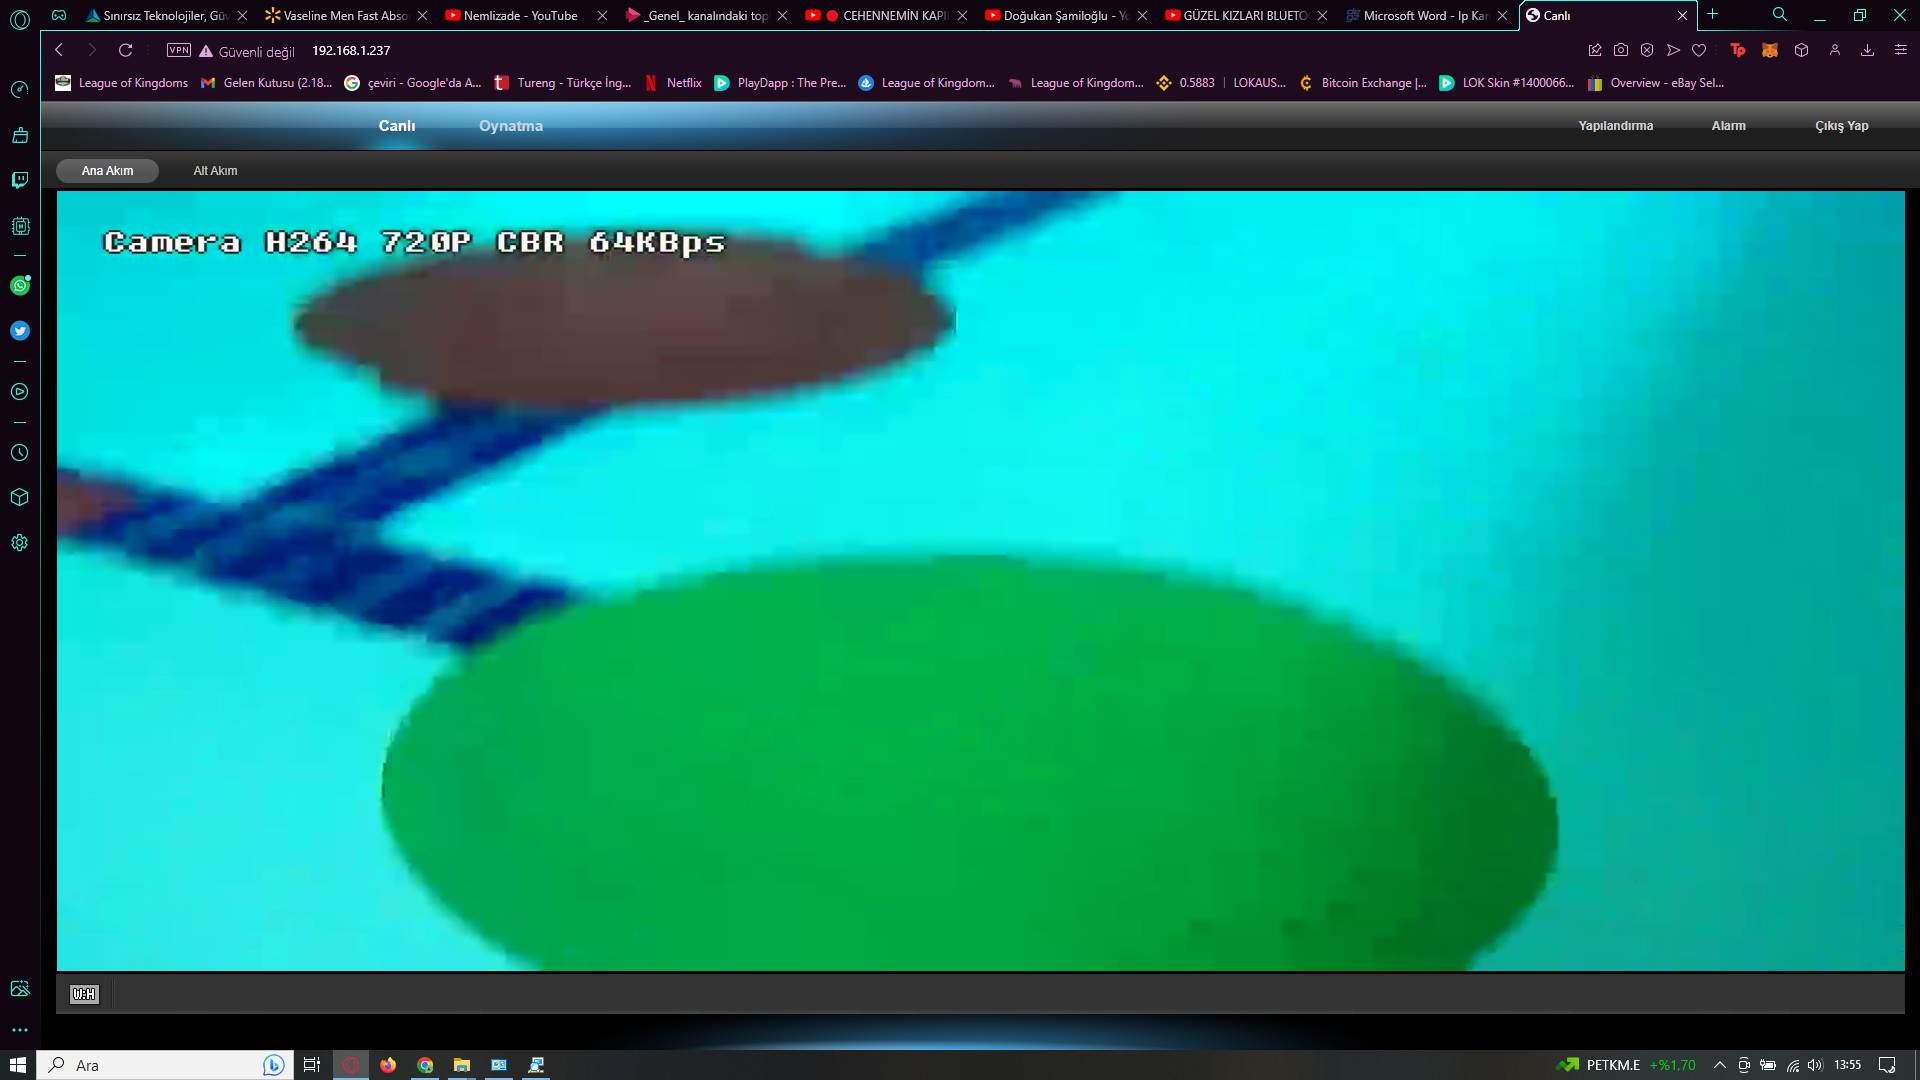 Sınırsız Teknolojiler, Güv
Vaseline Men Fast Abso
Nemlizade - YouTube
_Genel_ kanalındaki top
CEHENNEMİN KAPI
Doğukan Şamiloğlu - Yo
GÜZEL KIZLARI BLUETO
Microsoft Word - Ip Kar
Canlı
VPN
Güvenli değil
192.168.1.237
League of Kingdoms
Gelen Kutusu (2.18...
çeviri - Google'da A...
Tureng - Türkçe İng...
Netflix
PlayDapp : The Pre...
League of Kingdom...
League of Kingdom...
0.5883 | LOKAUS...
Bitcoin Exchange |...
LOK Skin #1400066...
Overview - eBay Sel...
Canlı
Oynatma
Yapılandırma
Alarm
Çıkış Yap
Ana Akım
Alt Akım
Camera H264 720P CBR 64KBps
W:H
Ara
PETKM.E
+%1,70
13:55